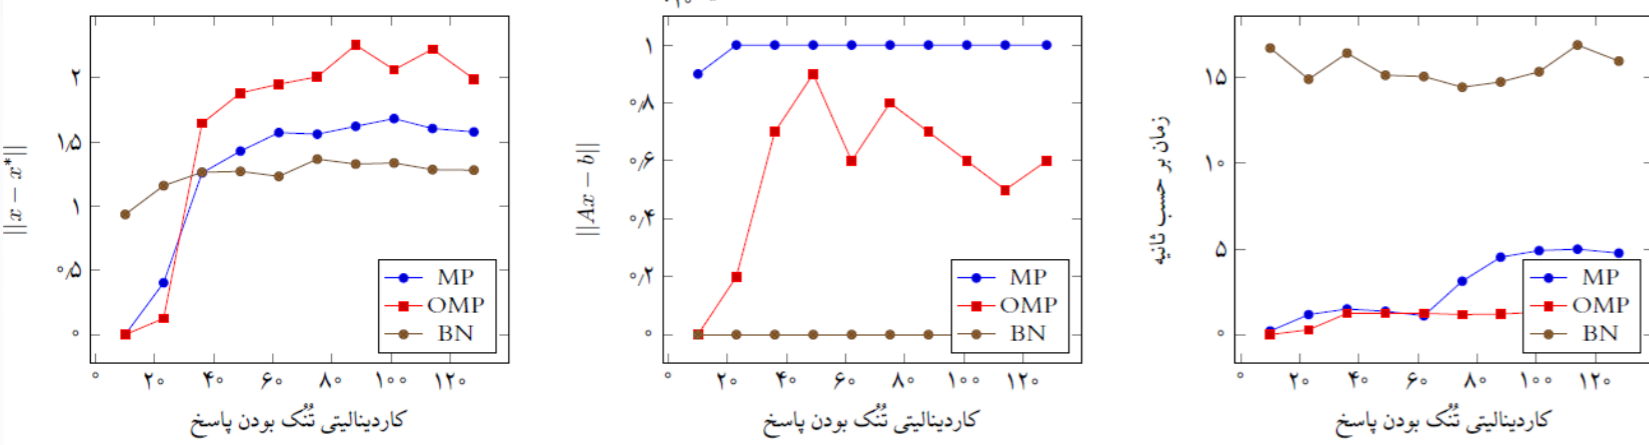 ||x − x*||
۲
۱٫۵
۱
۰٫۵
۰
۰ ۲۰ ۴۰ ۶۰ ۸۰ ۱۰۰ ۱۲۰
کاردینالیتی تُنُک بودن پاسخ
MP
OMP
BN
||Ax − b||
۱
۰٫۸
۰٫۶
۰٫۴
۰٫۲
۰
۰ ۲۰ ۴۰ ۶۰ ۸۰ ۱۰۰ ۱۲۰
کاردینالیتی تُنُک بودن پاسخ
MP
OMP
BN
زمان بر حسب ثانیه
۱۵
۱۰
۵
۰
۰ ۲۰ ۴۰ ۶۰ ۸۰ ۱۰۰ ۱۲۰
کاردینالیتی تُنُک بودن پاسخ
MP
OMP
BN